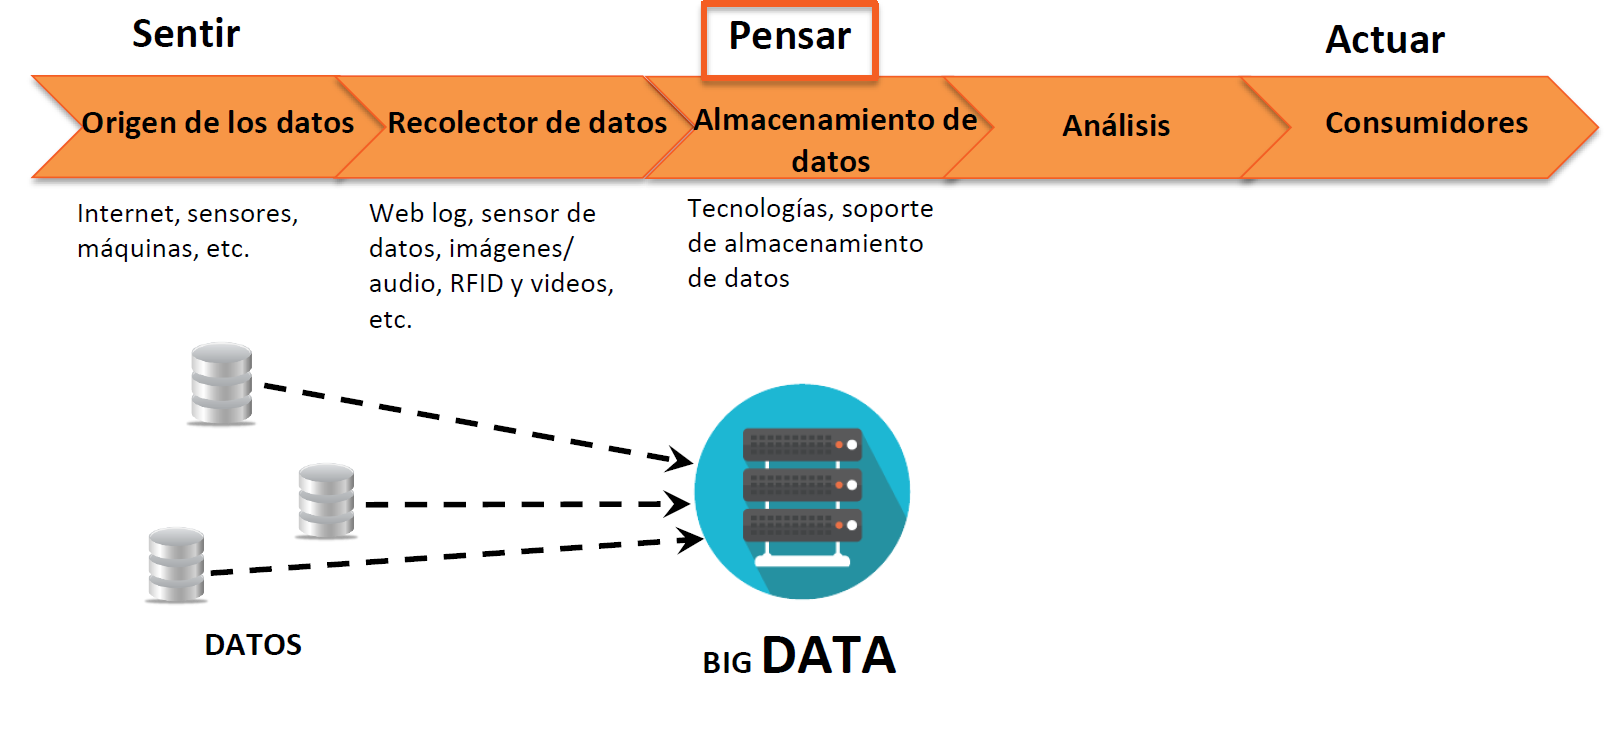 Sentir
Pensar
Actuar
Origen de los datos
Recolector de datos
Almacenamiento de
datos
Análisis
Consumidores
Internet, sensores,
máquinas, etc.
Web log, sensor de
datos, imágenes/
audio, RFID y videos,
etc.
Tecnologías, soporte
de almacenamiento
de datos
DATOS
BIG DATA